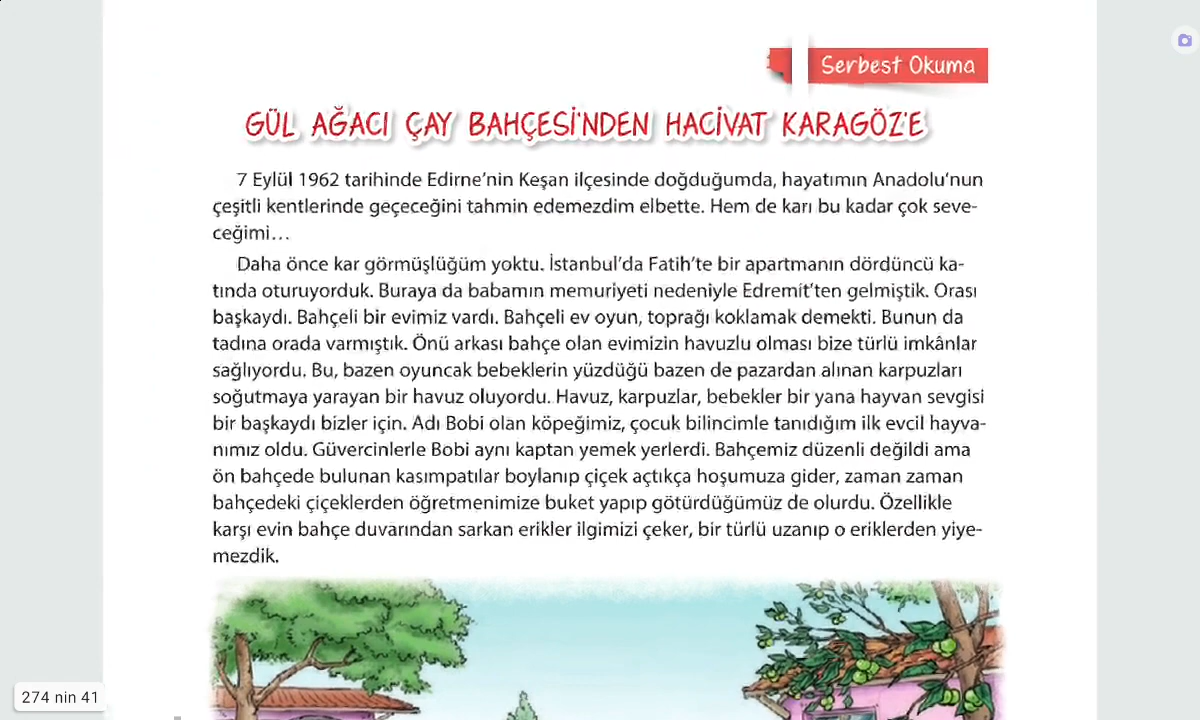 Serbest Okuma
GÜL AĞACI ÇAY BAHÇESİ'NDEN HACİVAT KARAGÖZ'E
7 Eylül 1962 tarihinde Edirne'nin Keşan ilçesinde doğduğumda, hayatımın Anadolu'nun
çeşitli kentlerinde geçeceğini tahmin edemezdim elbette. Hem de karı bu kadar çok seve-
ceğimi…
Daha önce kar görmüşlüğüm yoktu. İstanbul'da Fatih'te bir apartmanın dördüncü ka-
tında oturuyorduk. Buraya da babamın memuriyeti nedeniyle Edremit'ten gelmiştik. Orası
başkaydı. Bahçeli bir evimiz vardı. Bahçeli ev oyun, toprağı koklamak demekti. Bunun da
tadına orada varmıştık. Önü arkası bahçe olan evimizin havuzlu olması bize türlü imkânlar
sağlıyordu. Bu, bazen oyuncak bebeklerin yüzdüğü bazen de pazardan alınan karpuzları
soğutmaya yarayan bir havuz oluyordu. Havuz, karpuzlar, bebekler bir yana hayvan sevgisi
bir başkaydı bizler için. Adı Bobi olan köpeğimiz, çocuk bilincimle tanıdığım ilk evcil hayva-
nımız oldu. Güvercinlerle Bobi aynı kaptan yemek yerlerdi. Bahçemiz düzenli değildi ama
ön bahçede bulunan kasımpatılar boylanıp çiçek açtıkça hoşumuza gider, zaman zaman
bahçedeki çiçeklerden öğretmenimize buket yapıp götürdüğümüz de olurdu. Özellikle
karşı evin bahçe duvarından sarkan erikler ilgimizi çeker, bir türlü uzanıp o eriklerden yiye-
mezdik.
274 nin 41